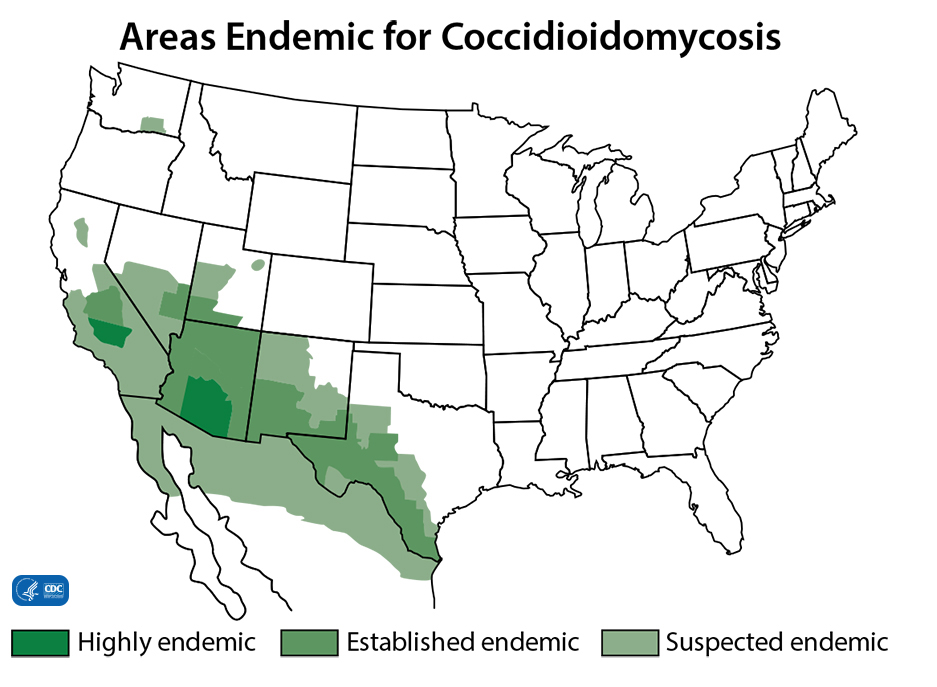 Areas Endemic for Coccidioidomycosis
CDC
Highly endemic
Established endemic
Suspected endemic